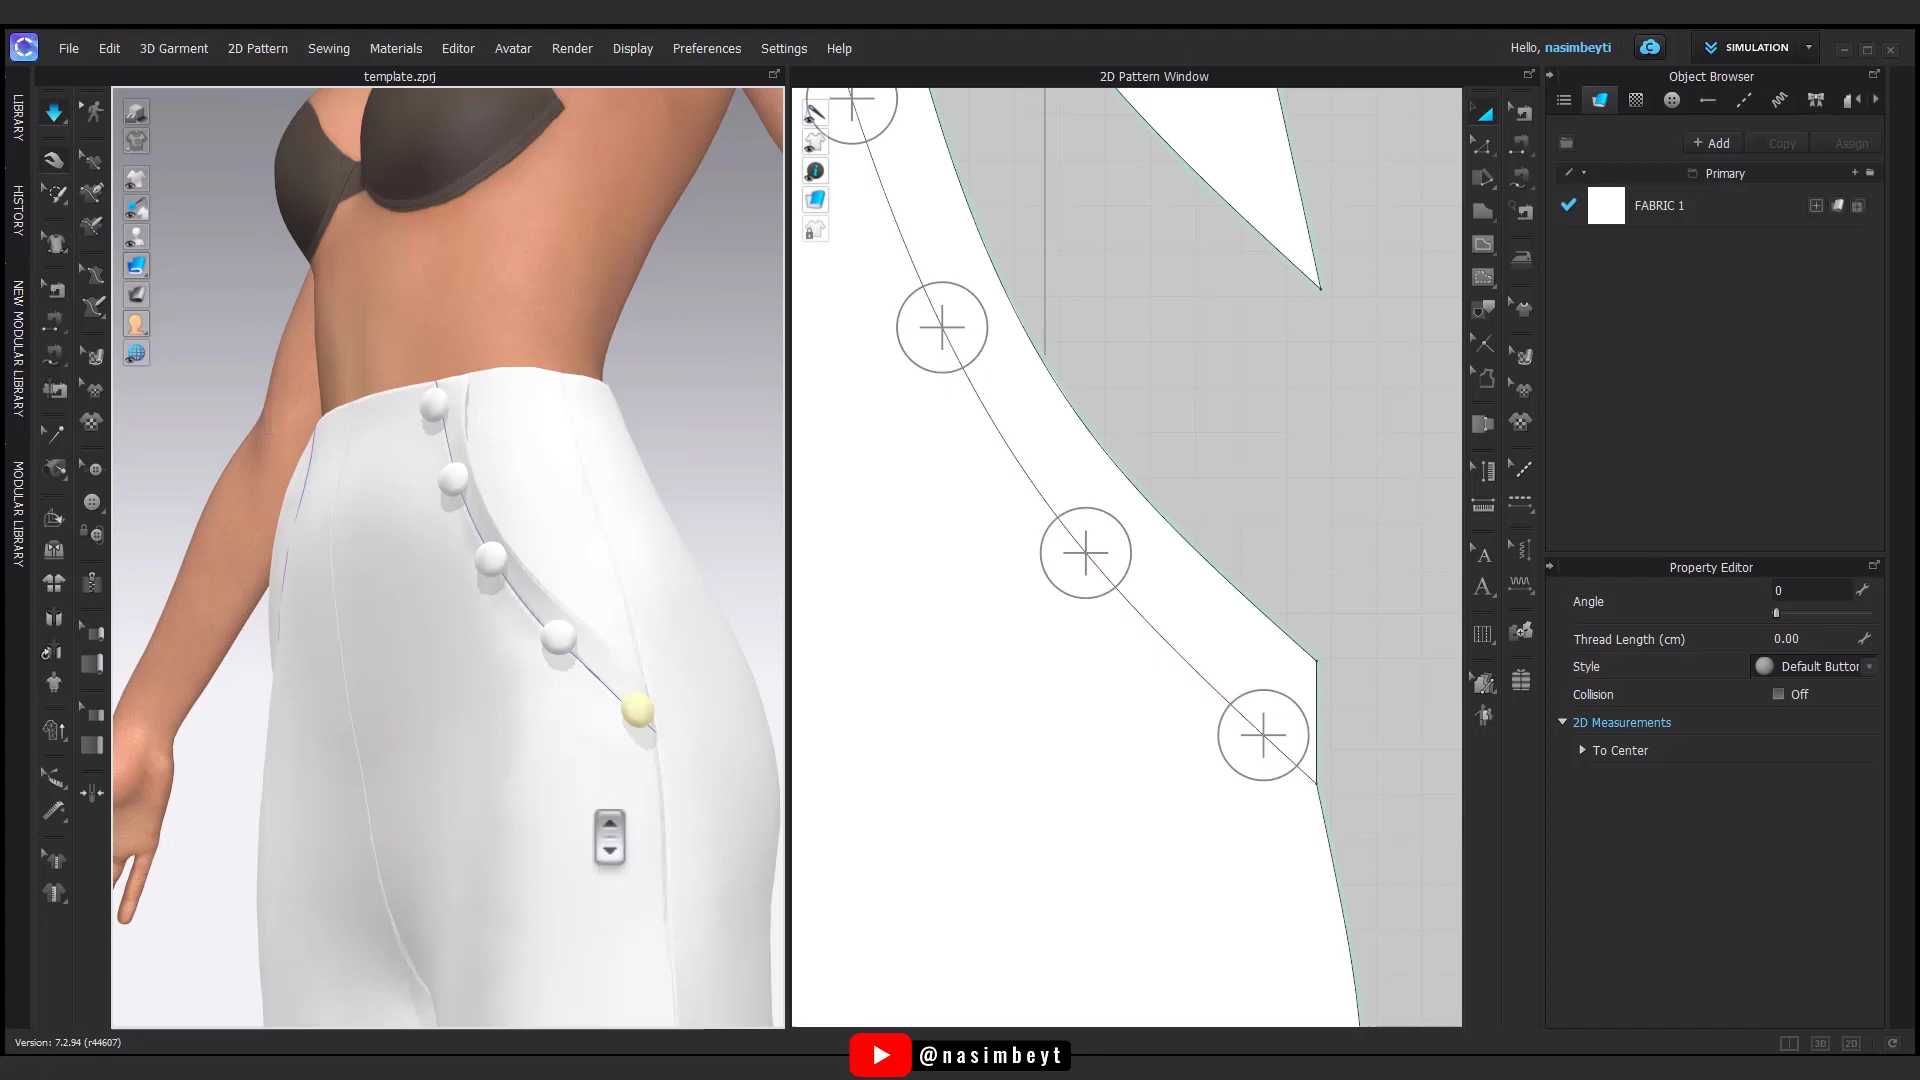 File Edit 3D Garment 2D Pattern Sewing Materials Editor Avatar Render Display Preferences Settings Help
Hello, nasimbeyti
SIMULATION
template.zprj
2D Pattern Window
Object Browser
LIBRARY
HISTORY
NEW MODULAR LIBRARY
MODULAR LIBRARY
+ Add
Copy
Assign
Primary
FABRIC 1
Property Editor
Angle
0
Thread Length (cm)
0.00
Style
Default Buttor
Collision
Off
2D Measurements
To Center
Version: 7.2.94 (r44607)
3D
2D
@nasimbeyt